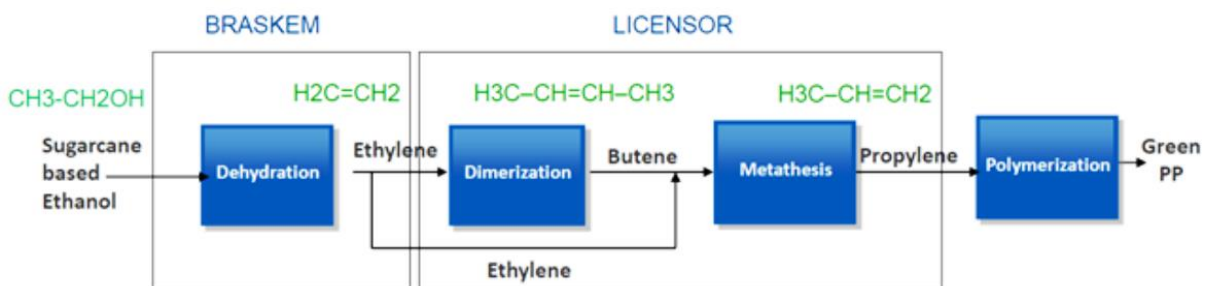 BRASKEM
LICENSOR
CH3-CH2OH
H2C=CH2
H3C–CH=CH–CH3
H3C–CH=CH2
Sugarcane
based
Ethanol
Dehydration
Ethylene
Dimerization
Butene
Metathesis
Propylene
Polymerization
Green
PP
Ethylene